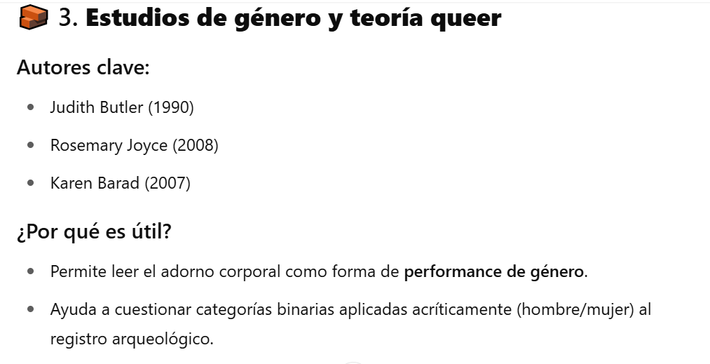 3. Estudios de género y teoría queer
Autores clave:
Judith Butler (1990)
Rosemary Joyce (2008)
Karen Barad (2007)
¿Por qué es útil?
Permite leer el adorno corporal como forma de performance de género.
Ayuda a cuestionar categorías binarias aplicadas acríticamente (hombre/mujer) al
registro arqueológico.